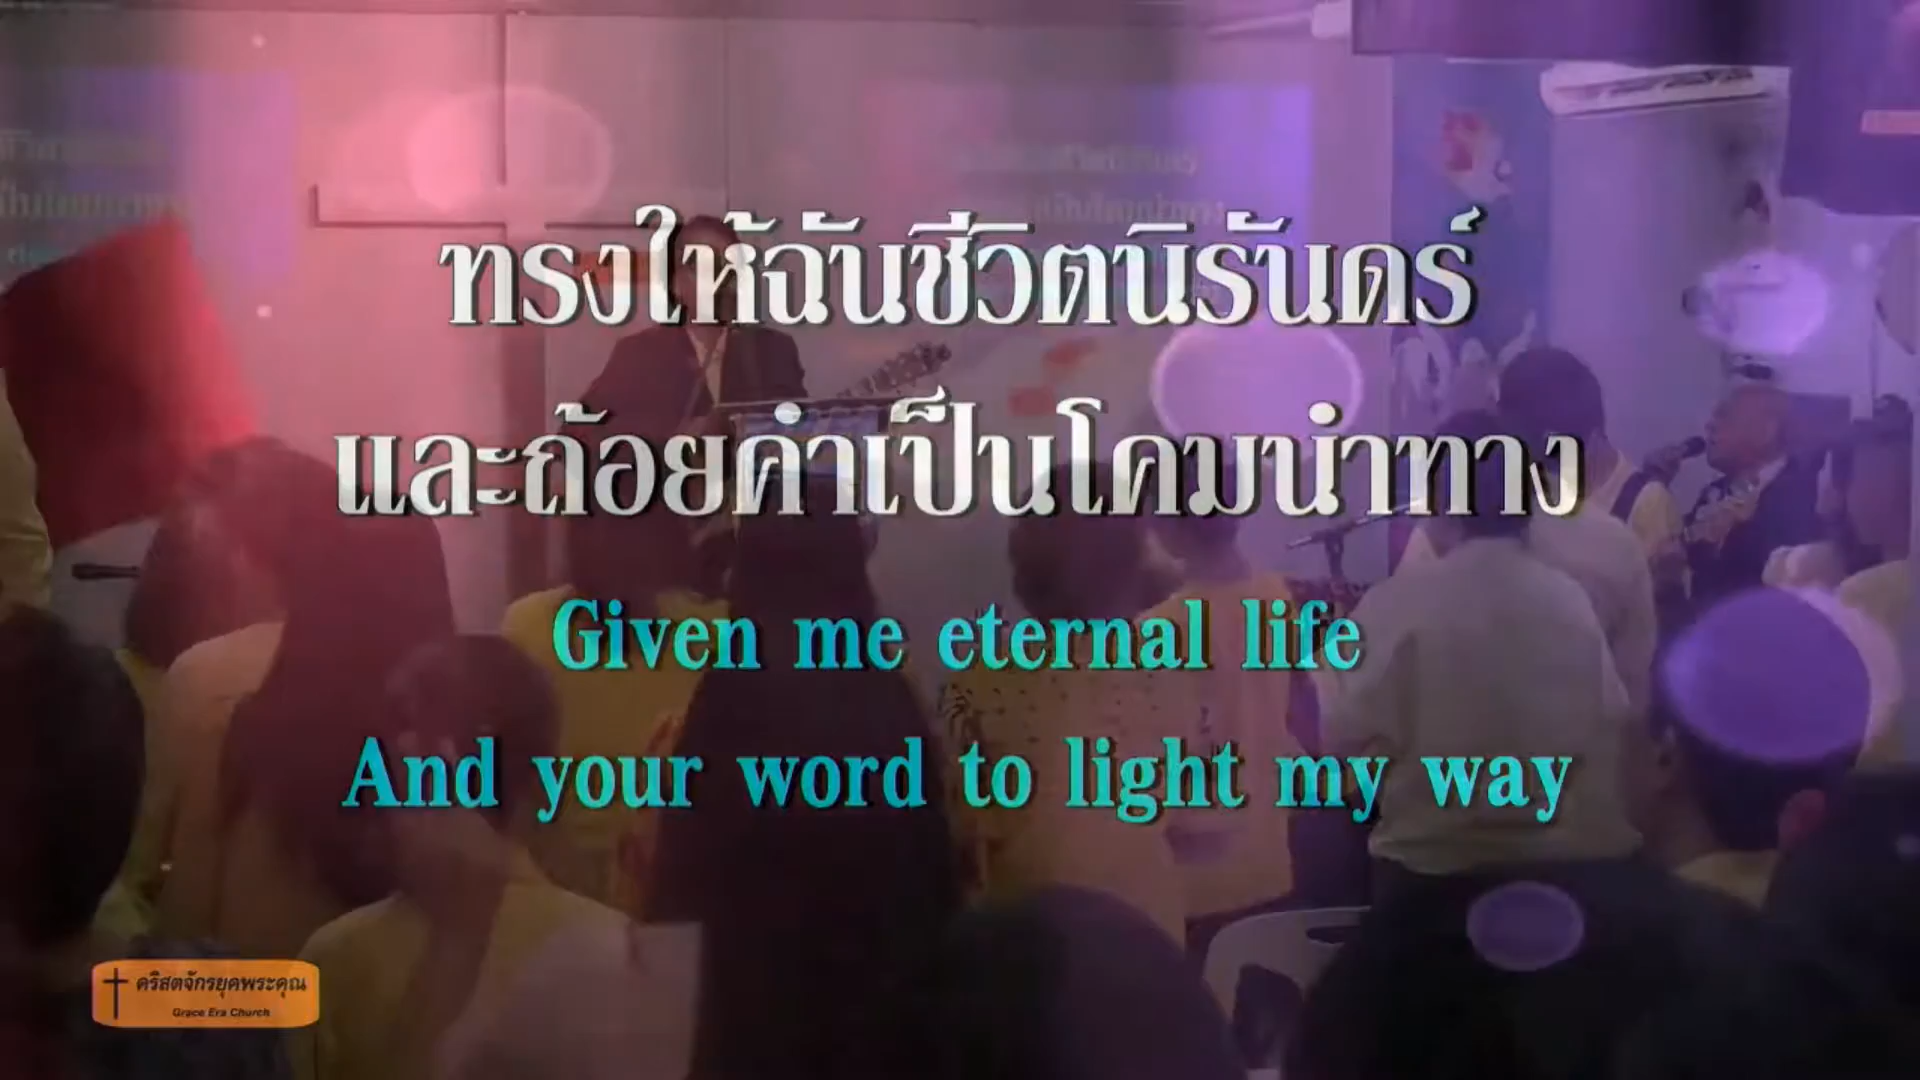 ทรงให้ฉันชีวิตนิรันดร์
และถ้อยคำเป็นโคมนำทาง
Given me eternal life
And your word to light my way
คริสตจักรยุคพระคุณ
Grace Era Church